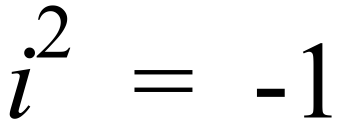 i² = -1